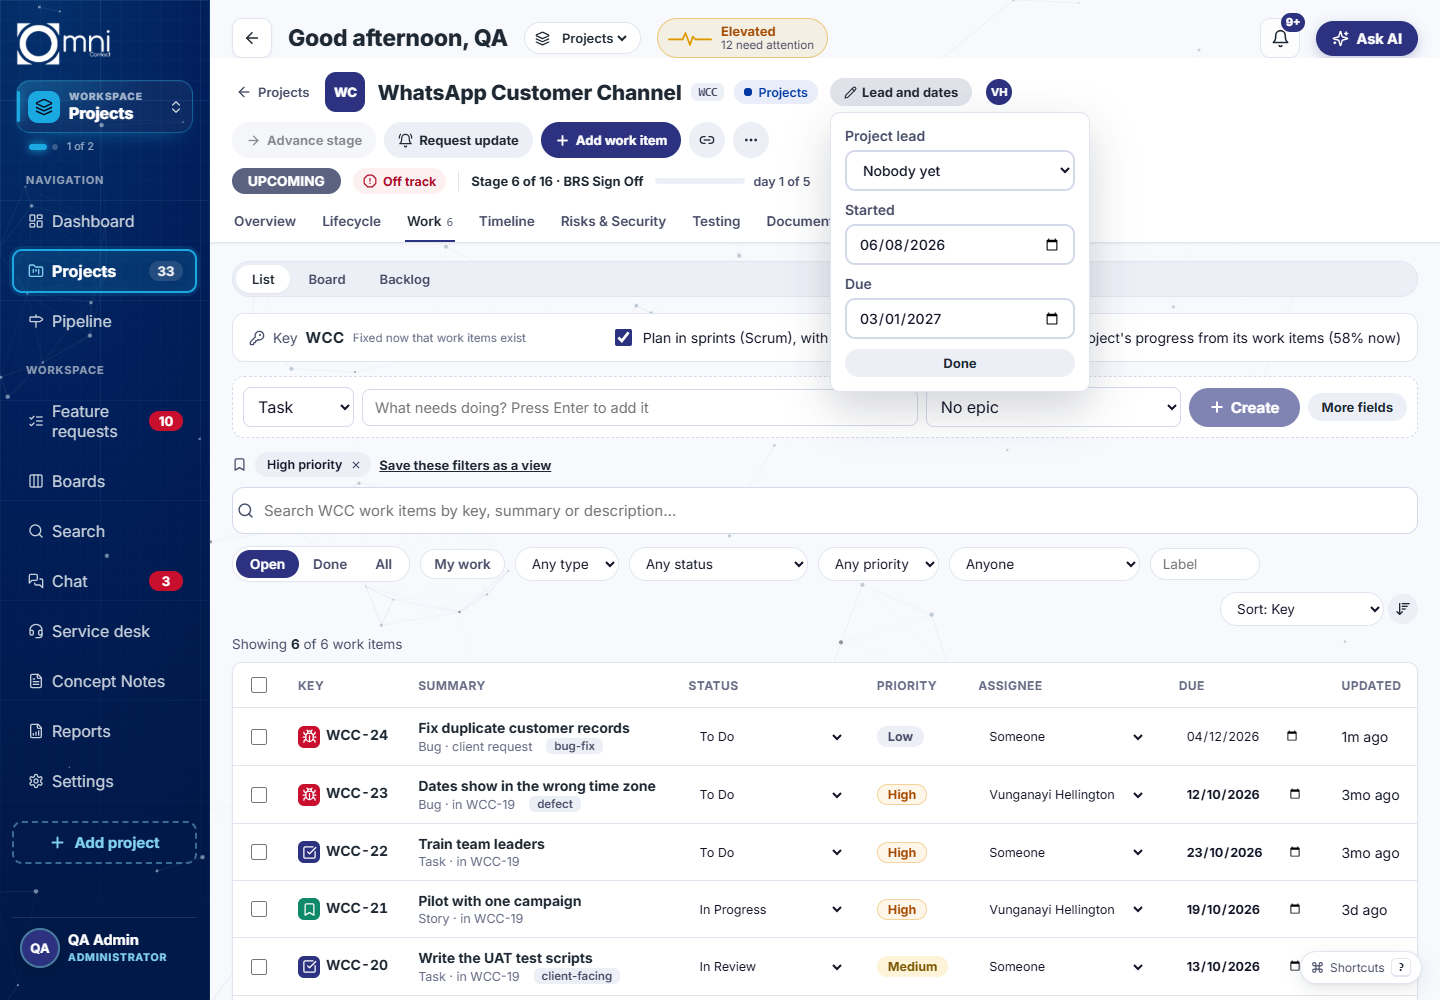 Omni
Contact
WORKSPACE
Projects
1 of 2
NAVIGATION
Dashboard
Projects 33
Pipeline
WORKSPACE
Feature requests 10
Boards
Search
Chat 3
Service desk
Concept Notes
Reports
Settings
+ Add project
QA
QA Admin
ADMINISTRATOR
Good afternoon, QA
Projects
Elevated
12 need attention
9+
Ask AI
← Projects
WC
WhatsApp Customer Channel
WCC
Projects
Lead and dates
VH
Advance stage
Request update
+ Add work item
UPCOMING
Off track
Stage 6 of 16 · BRS Sign Off
day 1 of 5
Overview
Lifecycle
Work 6
Timeline
Risks & Security
Testing
Documen
Project lead
Nobody yet
Started
06/08/2026
Due
03/01/2027
Done
List
Board
Backlog
Key WCC Fixed now that work items exist
Plan in sprints (Scrum), with
oject's progress from its work items (58% now)
Task
What needs doing? Press Enter to add it
No epic
+ Create
More fields
High priority ×
Save these filters as a view
Search WCC work items by key, summary or description...
Open
Done
All
My work
Any type
Any status
Any priority
Anyone
Label
Sort: Key
Showing 6 of 6 work items
KEY SUMMARY STATUS PRIORITY ASSIGNEE DUE UPDATED
WCC-24 Fix duplicate customer records To Do Low Someone 04/12/2026 1m ago
Bug · client request bug-fix
WCC-23 Dates show in the wrong time zone To Do High Vunganayi Hellington 12/10/2026 3mo ago
Bug · in WCC-19 defect
WCC-22 Train team leaders To Do High Someone 23/10/2026 3mo ago
Task · in WCC-19
WCC-21 Pilot with one campaign In Progress High Vunganayi Hellington 19/10/2026 3d ago
Story · in WCC-19
WCC-20 Write the UAT test scripts In Review Medium Someone 13/10/2026
Task · in WCC-19 client-facing
⌘ Shortcuts ?